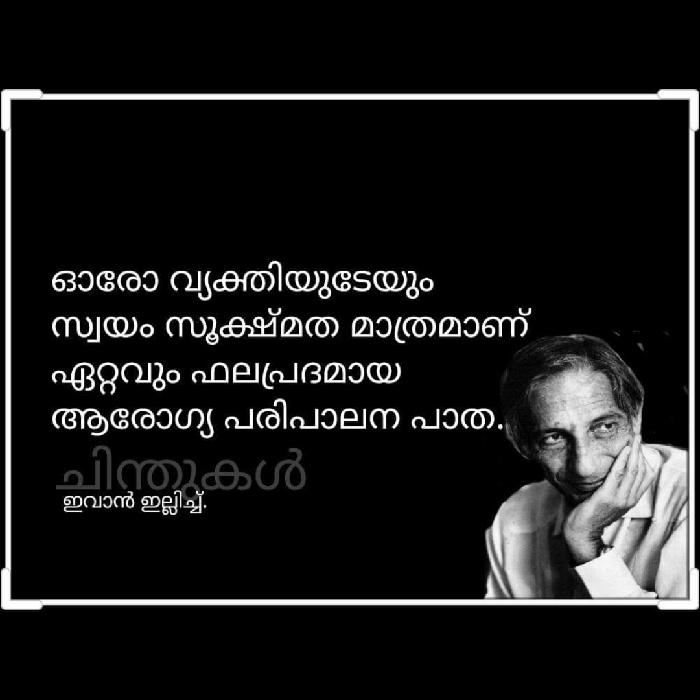 ഓരോ വ്യക്തിയുടേയും
സ്വയം സൂക്ഷ്മത മാത്രമാണ്
ഏറ്റവും ഫലപ്രദമായ
ആരോഗ്യ പരിപാലന പാത.
ചിന്തുകൾ
ഇവാൻ ഇല്ലിച്ച്.